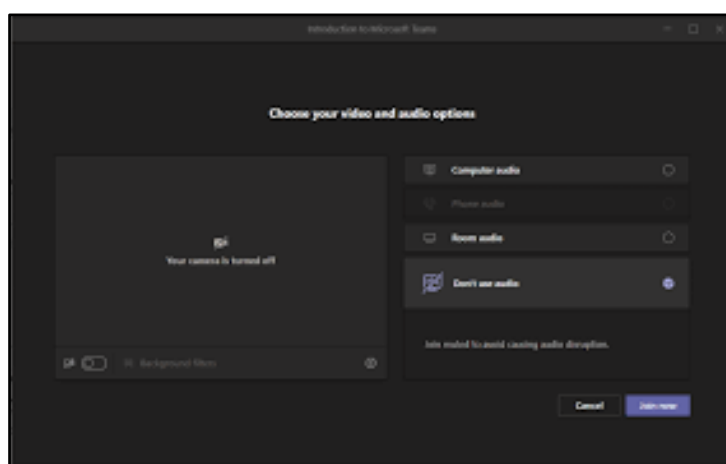 Introduction to Microsoft Teams
Choose your video and audio options
Computer audio
Phone audio
Room audio
Your camera is turned off
Don't use audio
Join muted to avoid causing audio disruption.
Background filters
Cancel
Join now